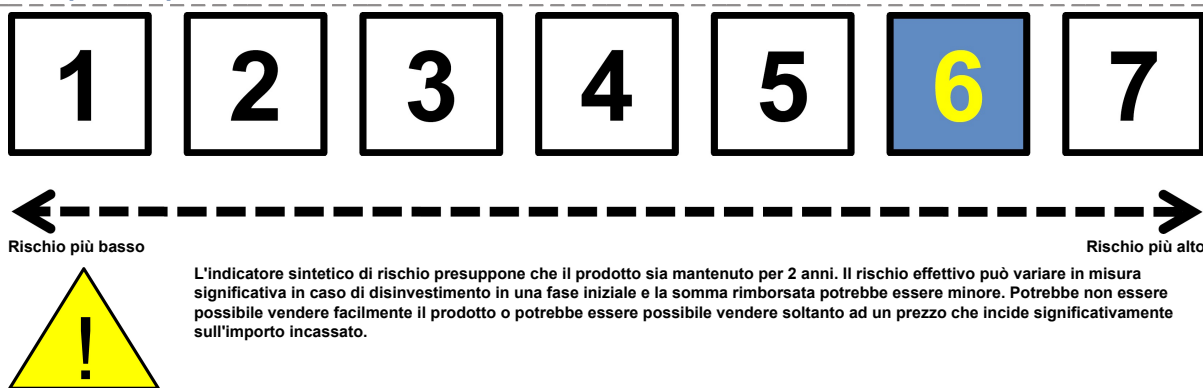 1 2 3 4 5 6 7
Rischio più basso Rischio più alto
L'indicatore sintetico di rischio presuppone che il prodotto sia mantenuto per 2 anni. Il rischio effettivo può variare in misura
significativa in caso di disinvestimento in una fase iniziale e la somma rimborsata potrebbe essere minore. Potrebbe non essere
possibile vendere facilmente il prodotto o potrebbe essere possibile vendere soltanto ad un prezzo che incide significativamente
sull'importo incassato.
!